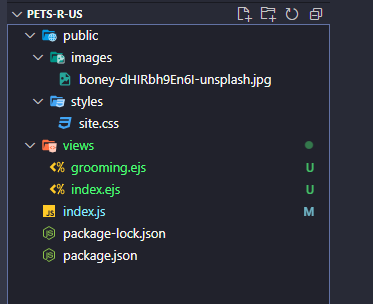 PETS-R-US
public
images
boney-dHIRbh9En6I-unsplash.jpg
styles
site.css
views
<% grooming.ejs U
<% index.ejs U
JS index.js M
package-lock.json
package.json